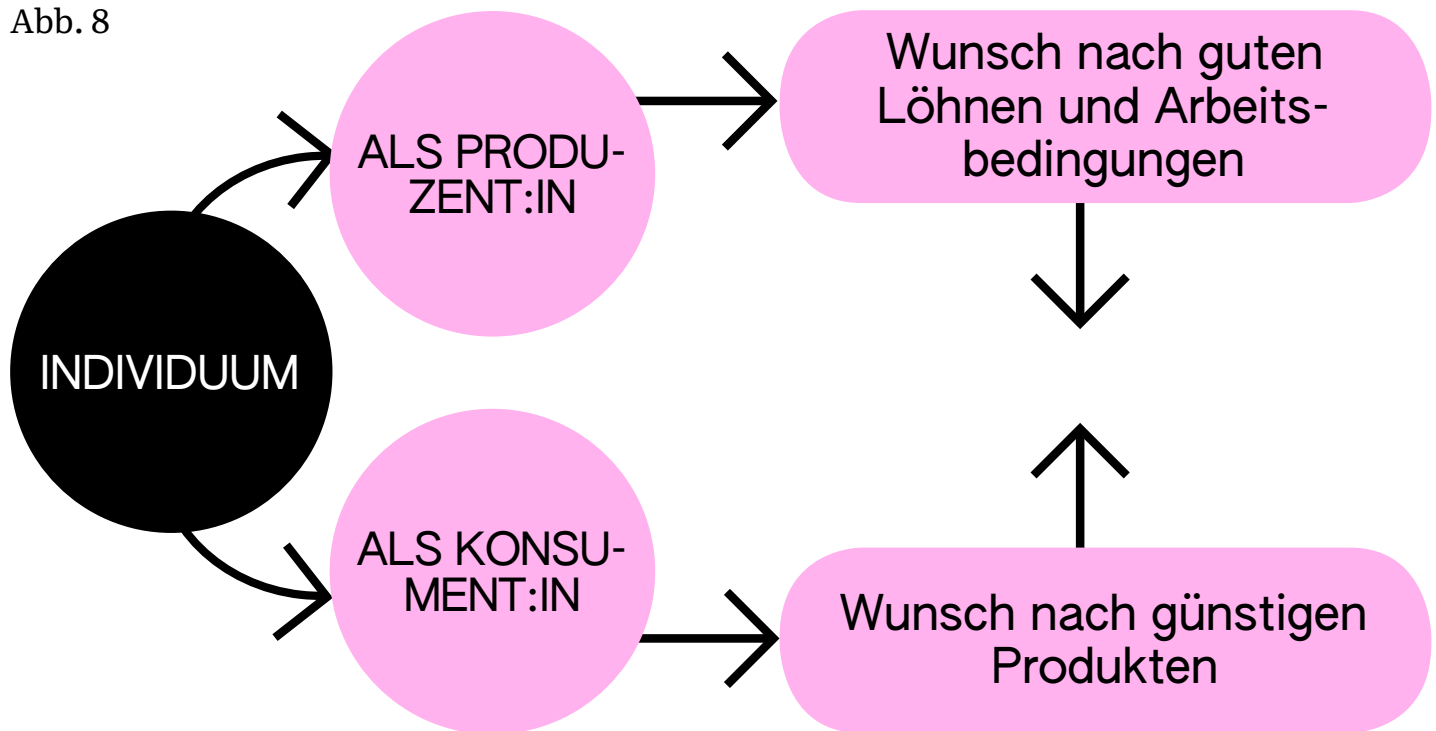 Abb. 8
INDIVIDUUM
ALS PRODU-
ZENT:IN
Wunsch nach guten
Löhnen und Arbeits-
bedingungen
ALS KONSU-
MENT:IN
Wunsch nach günstigen
Produkten